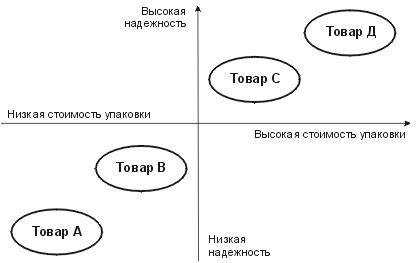 Высокая
надежность
Товар Д
Товар С
Низкая стоимость упаковки
Высокая стоимость упаковки
Товар В
Товар А
Низкая
надежность